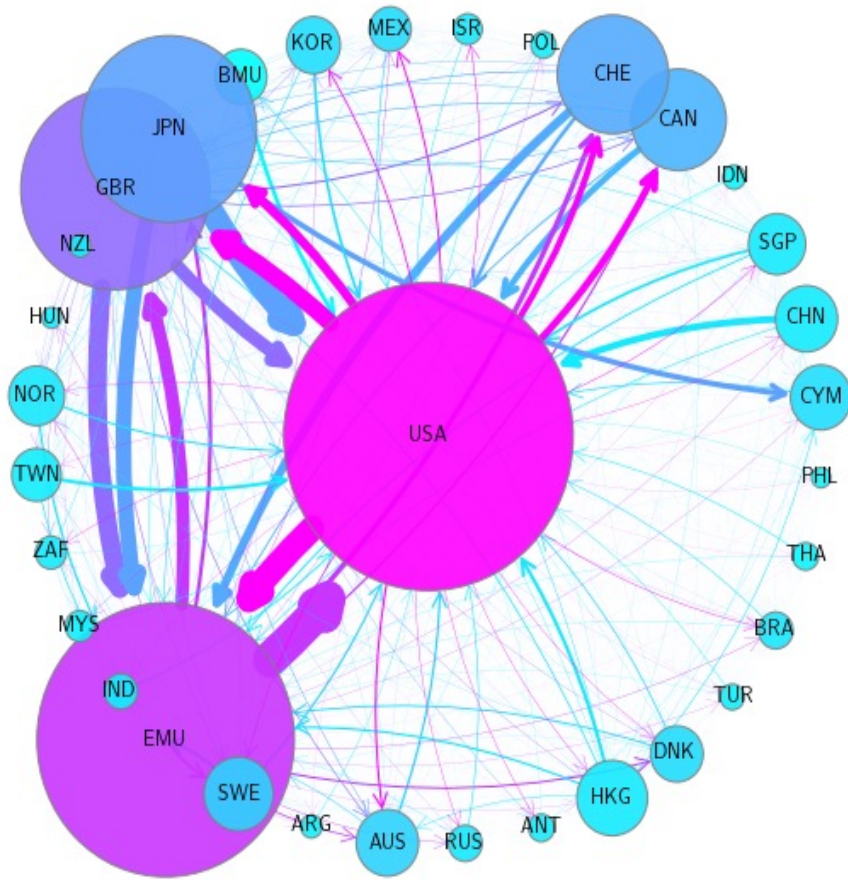 MEX
ISR
KOR
POL
BMU
CHE
JPN
CAN
IDN
GBR
NZL
SGP
HUN
CHN
NOR
CYM
USA
TWN
PHL
ZAF
THA
MYS
BRA
IND
TUR
EMU
DNK
SWE
HKG
ARG
ANT
AUS
RUS